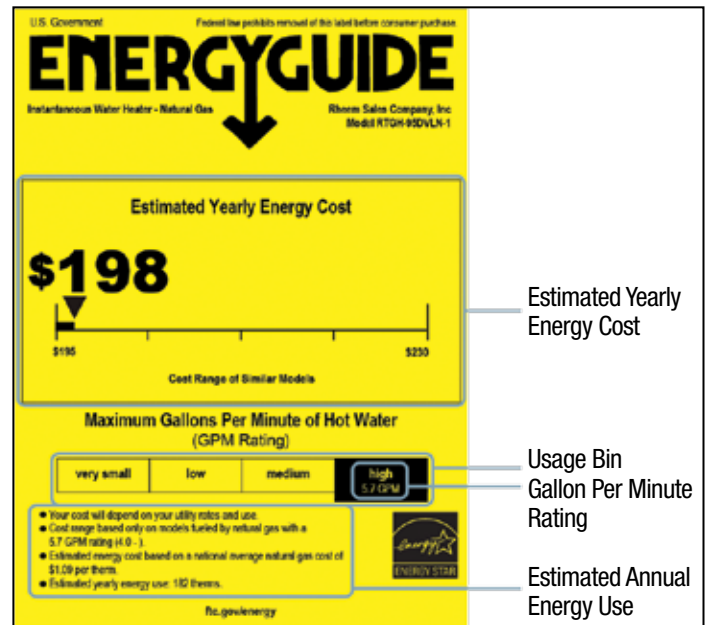 U.S. Government Federal law prohibits removal of this label before consumer purchase.
ENERGYGUIDE
Instantaneous Water Heater - Natural Gas
Rheem Sales Company, Inc
Model RTGH-95DVLN-1
Estimated Yearly Energy Cost
$198
$195 $230
Cost Range of Similar Models
Estimated Yearly
Energy Cost
Maximum Gallons Per Minute of Hot Water
(GPM Rating)
very small low medium high
5.7 GPM
Usage Bin
Gallon Per Minute
Rating
● Your cost will depend on your utility rates and use.
● Cost range based only on models fueled by natural gas with a
5.7 GPM rating (4.0 - ).
● Estimated energy cost based on a national average natural gas cost of
$1.09 per therm.
● Estimated yearly energy use: 182 therms.
energy
ENERGY STAR
Estimated Annual
Energy Use
ftc.gov/energy